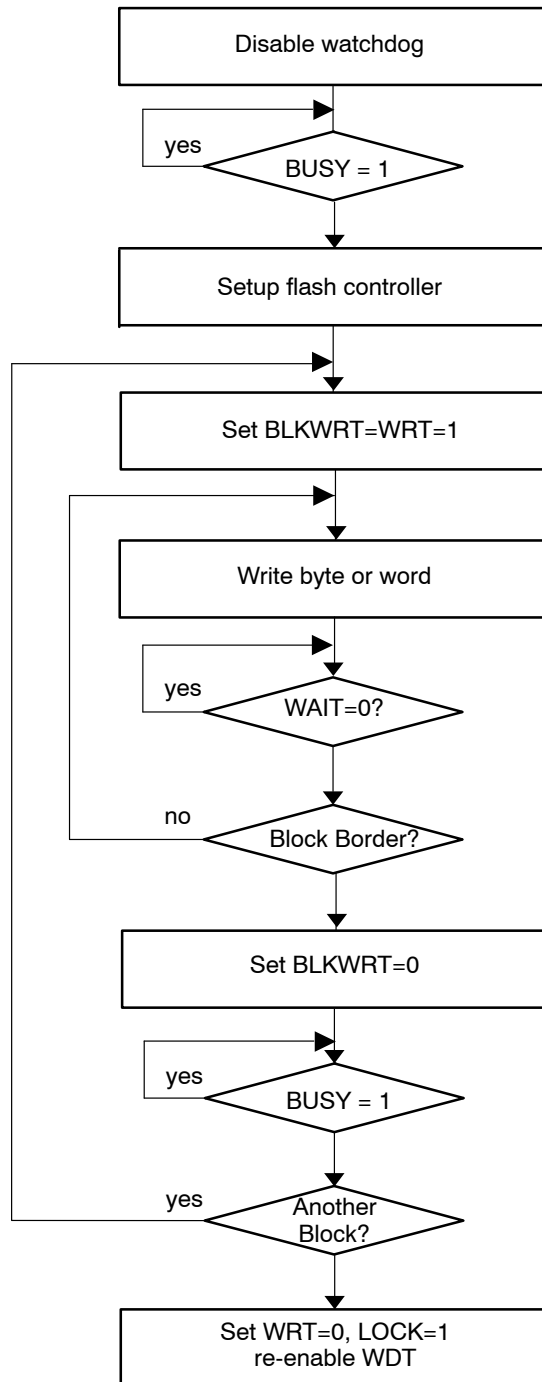 Disable watchdog
yes
BUSY = 1
Setup flash controller
Set BLKWRT=WRT=1
Write byte or word
yes
WAIT=0?
no
Block Border?
Set BLKWRT=0
yes
BUSY = 1
yes
Another
Block?
Set WRT=0, LOCK=1
re-enable WDT